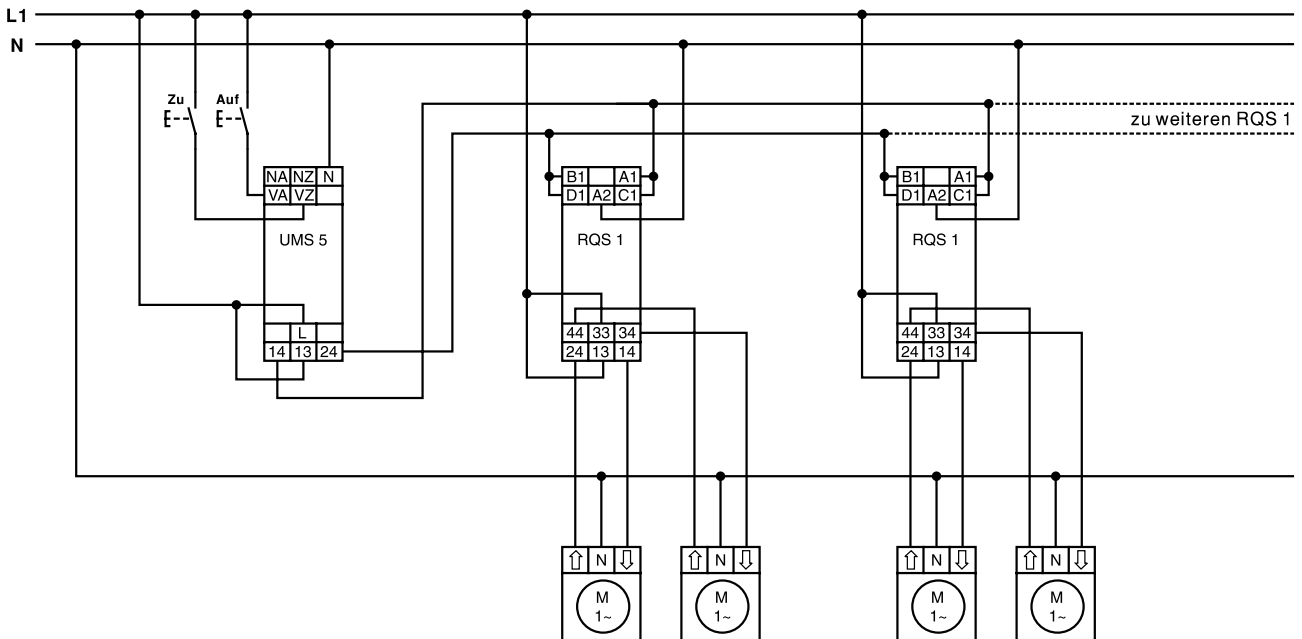 L1
N
Zu Auf
zu weiteren RQS 1
NA NZ N
VA VZ
UMS 5
L
14 13 24
B1 A1
D1 A2 C1
RQS 1
44 33 34
24 13 14
B1 A1
D1 A2 C1
RQS 1
44 33 34
24 13 14
N
M
1~
N
M
1~
N
M
1~
N
M
1~